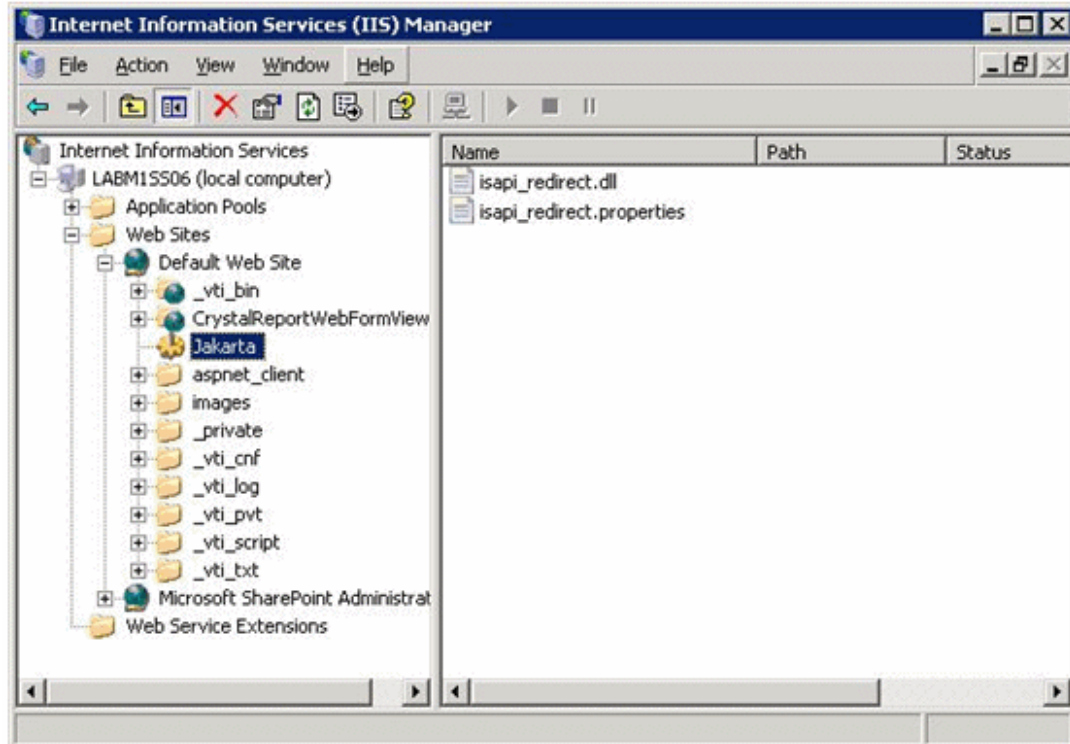 Internet Information Services (IIS) Manager
File Action View Window Help
Internet Information Services
LABM1SS06 (local computer)
Application Pools
Web Sites
Default Web Site
_vti_bin
CrystalReportWebFormView
Jakarta
aspnet_client
images
_private
_vti_cnf
_vti_log
_vti_pvt
_vti_script
_vti_txt
Microsoft SharePoint Administrat
Web Service Extensions
Name Path Status
isapi_redirect.dll
isapi_redirect.properties